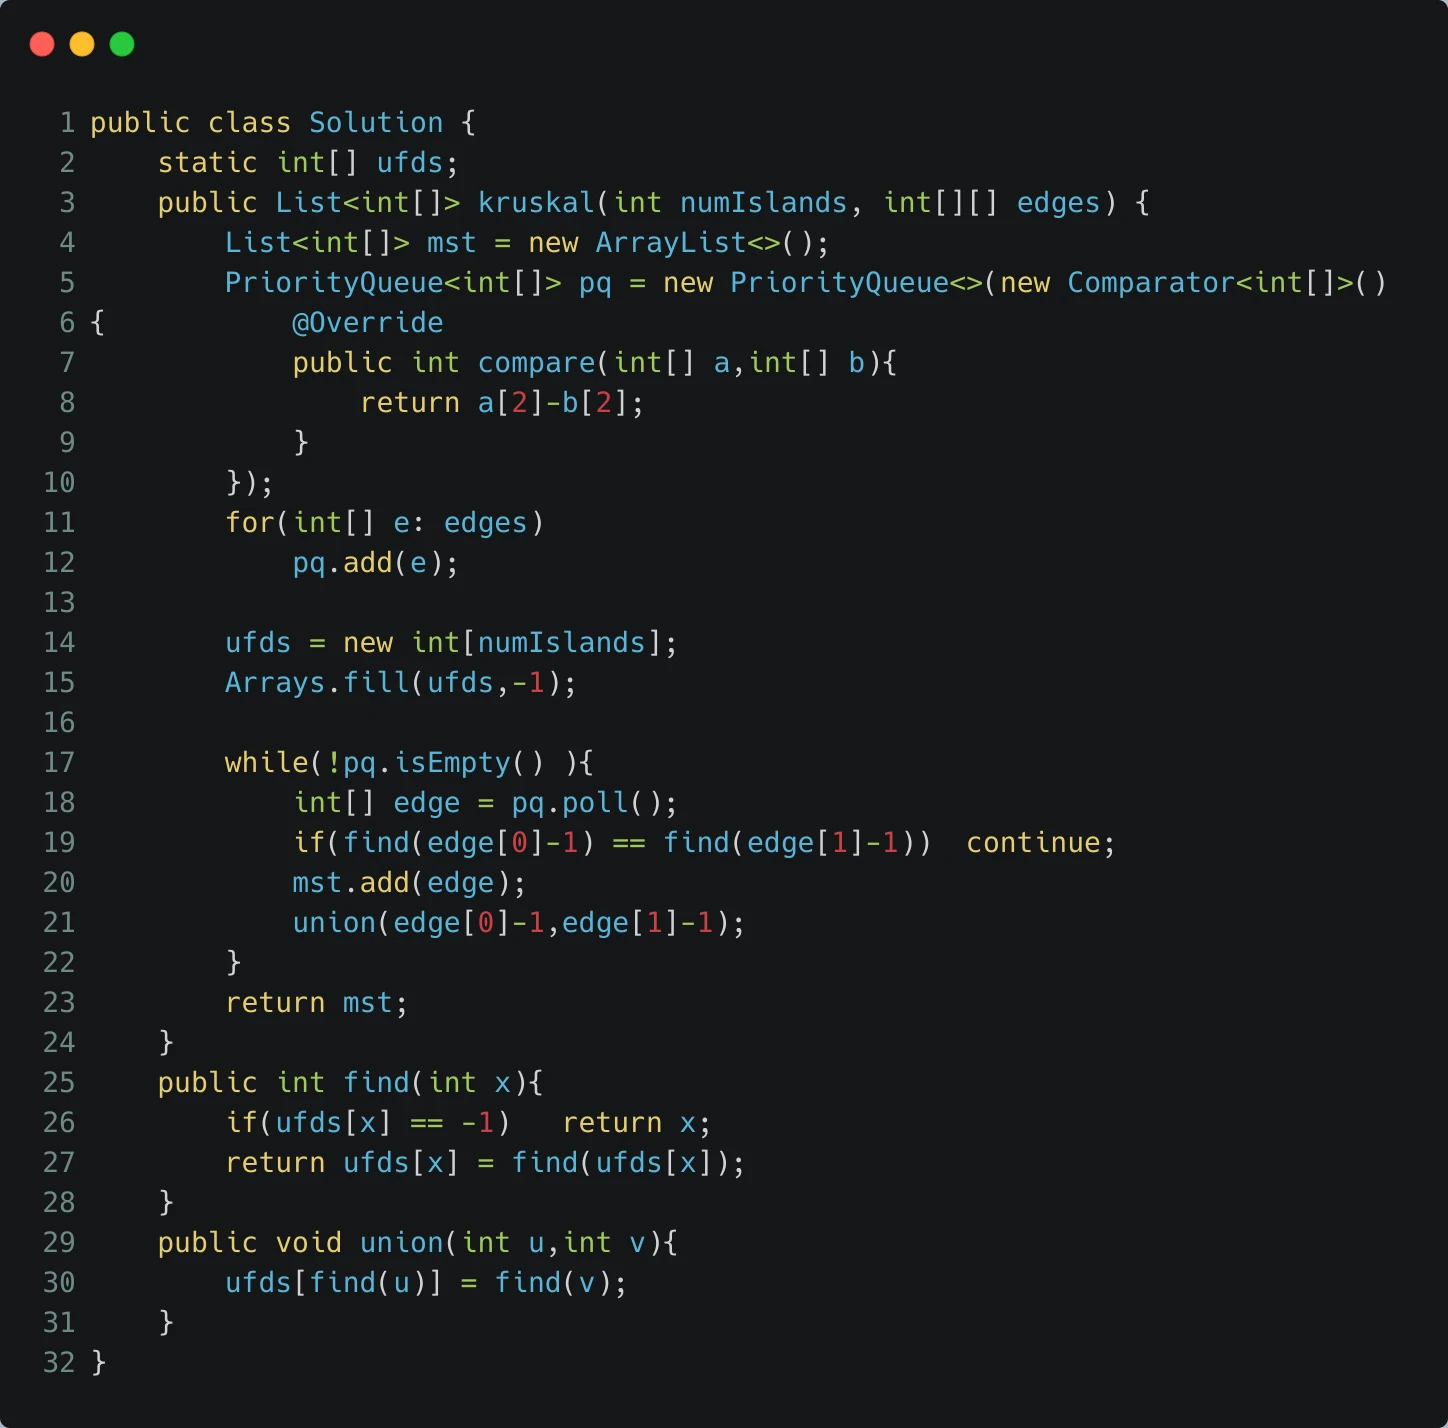 1 public class Solution {
2     static int[] ufds;
3     public List<int[]> kruskal(int numIslands, int[][] edges) {
4         List<int[]> mst = new ArrayList<>();
5         PriorityQueue<int[]> pq = new PriorityQueue<>(new Comparator<int[]>()
6 {           @Override
7             public int compare(int[] a,int[] b){
8                 return a[2]-b[2];
9             }
10         });
11         for(int[] e: edges)
12             pq.add(e);
13
14         ufds = new int[numIslands];
15         Arrays.fill(ufds,-1);
16
17         while(!pq.isEmpty() ){
18             int[] edge = pq.poll();
19             if(find(edge[0]-1) == find(edge[1]-1))  continue;
20             mst.add(edge);
21             union(edge[0]-1,edge[1]-1);
22         }
23         return mst;
24     }
25     public int find(int x){
26         if(ufds[x] == -1)   return x;
27         return ufds[x] = find(ufds[x]);
28     }
29     public void union(int u,int v){
30         ufds[find(u)] = find(v);
31     }
32 }